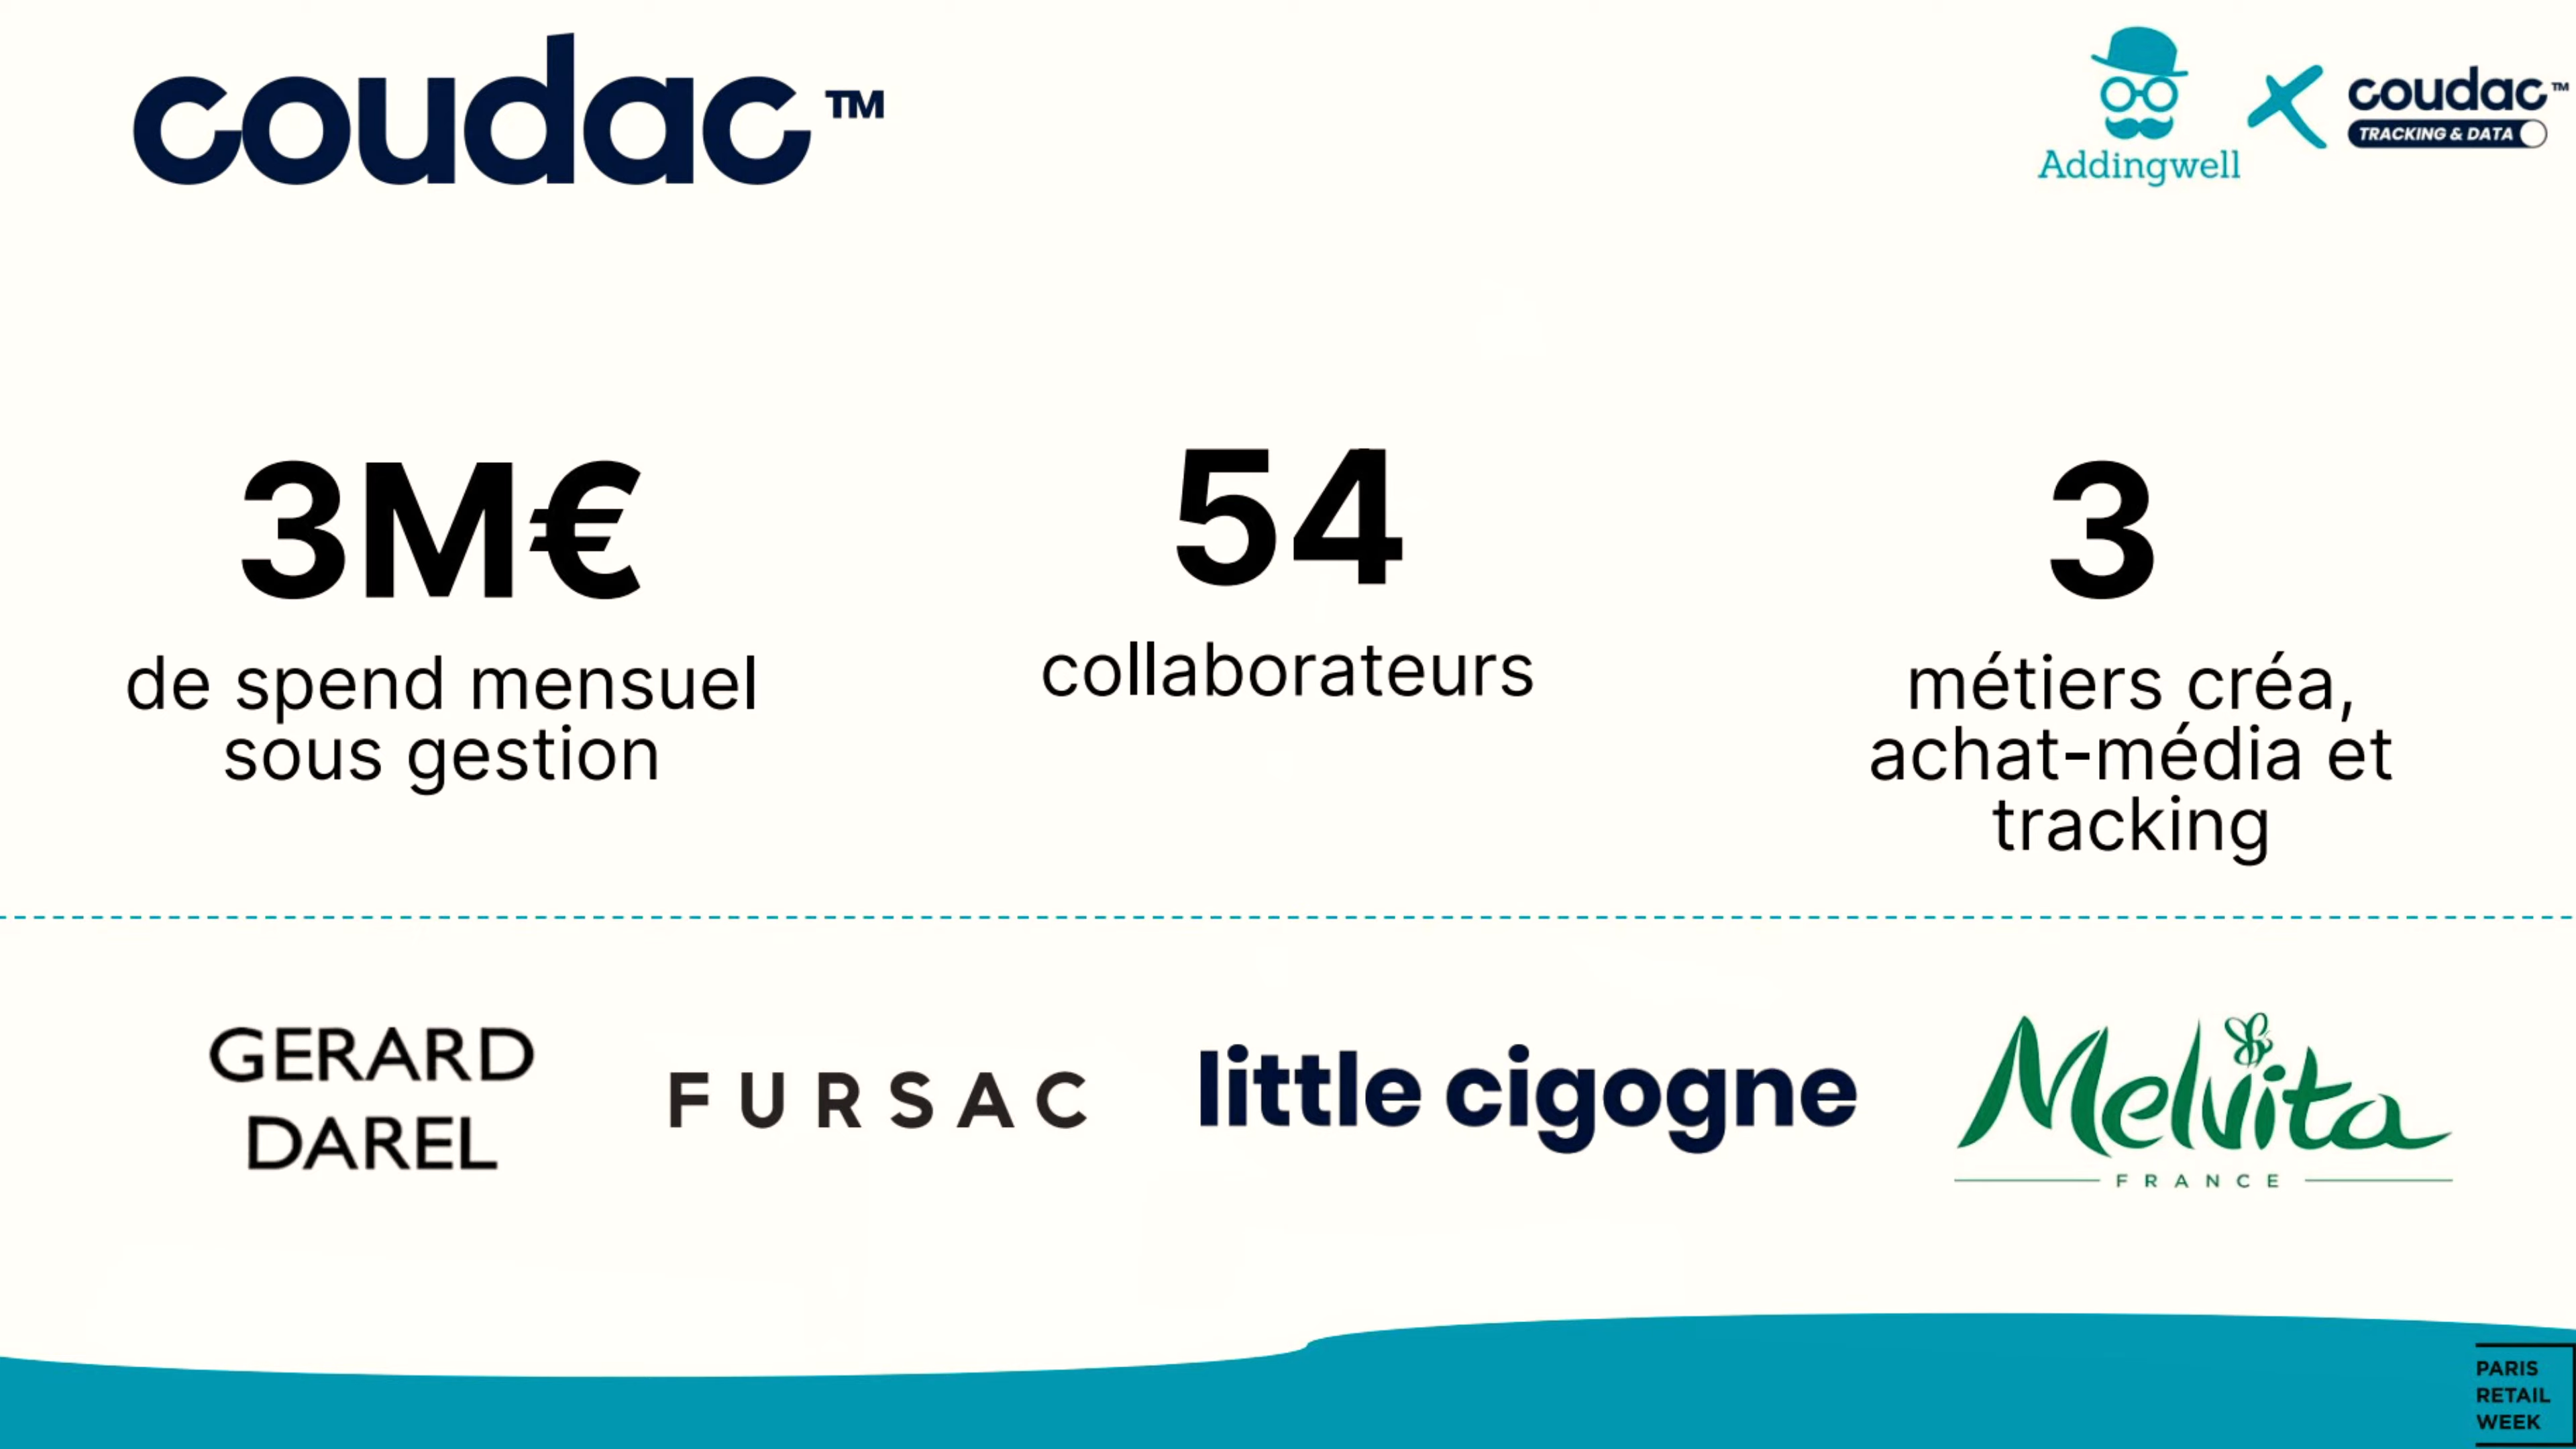 coudac™
Addingwell
coudac™
TRACKING & DATA
3M€
de spend mensuel
sous gestion
54
collaborateurs
3
métiers créa,
achat-média et
tracking
GERARD
DAREL
FURSAC
little cigogne
Melvita
FRANCE
PARIS
RETAIL
WEEK